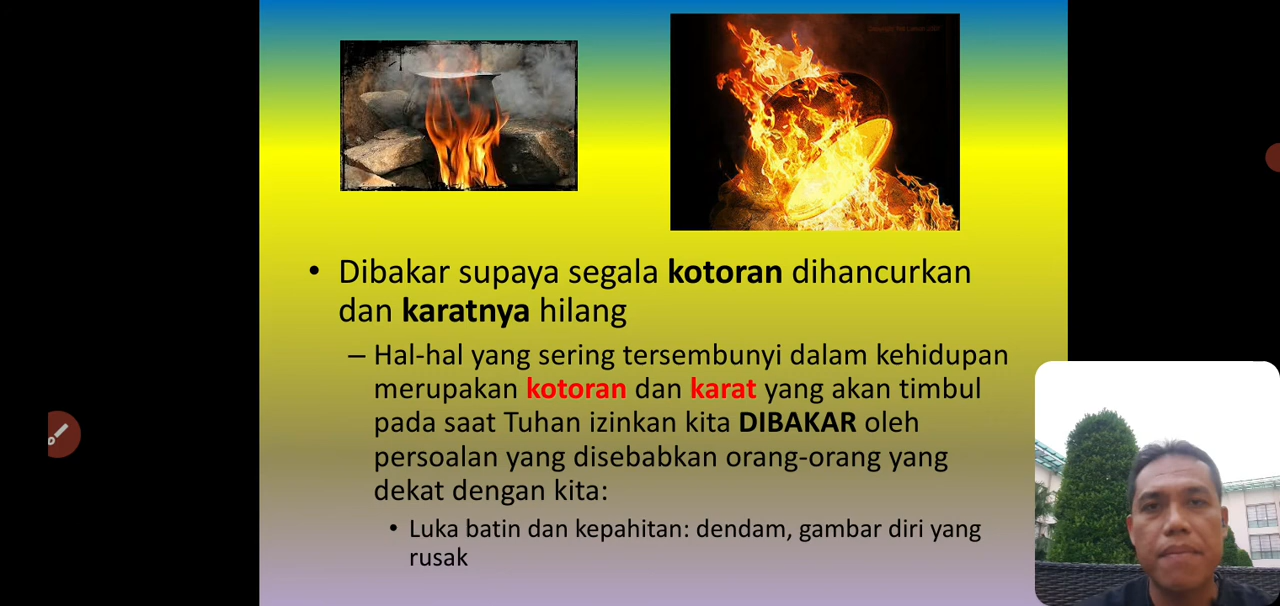 • Dibakar supaya segala kotoran dihancurkan
dan karatnya hilang
– Hal-hal yang sering tersembunyi dalam kehidupan
merupakan kotoran dan karat yang akan timbul
pada saat Tuhan izinkan kita DIBAKAR oleh
persoalan yang disebabkan orang-orang yang
dekat dengan kita:
• Luka batin dan kepahitan: dendam, gambar diri yang
rusak